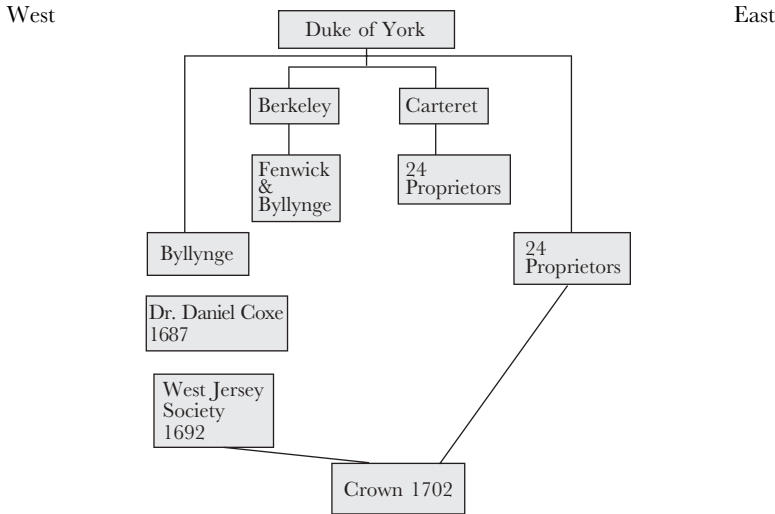 West
East
Duke of York
Berkeley
Carteret
Fenwick
&
Byllynge
24
Proprietors
Byllynge
24
Proprietors
Dr. Daniel Coxe
1687
West Jersey
Society
1692
Crown 1702